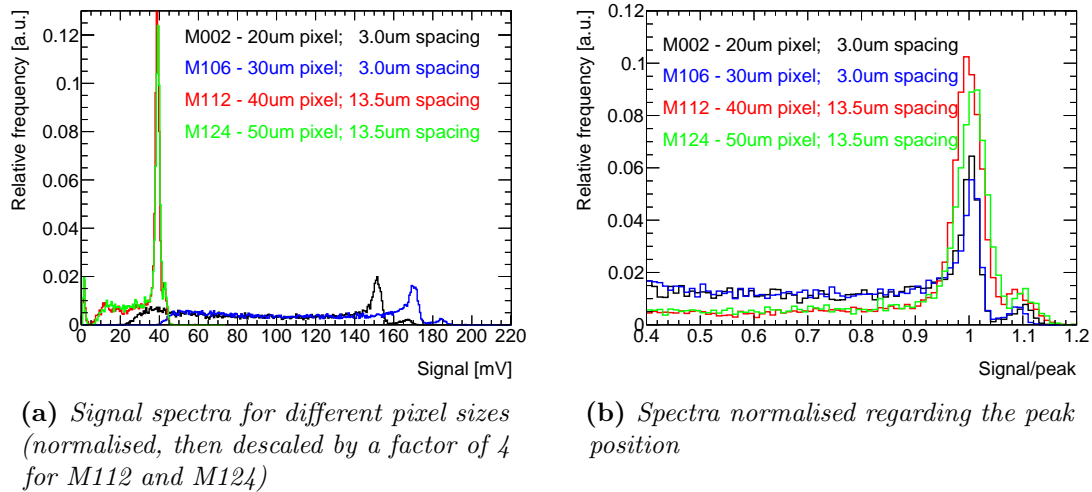 Relative frequency [a.u.]
0.12
0.1
0.08
0.06
0.04
0.02
0
M002 - 20um pixel; 3.0um spacing
M106 - 30um pixel; 3.0um spacing
M112 - 40um pixel; 13.5um spacing
M124 - 50um pixel; 13.5um spacing
0 20 40 60 80 100 120 140 160 180 200 220
Signal [mV]
(a) Signal spectra for different pixel sizes
(normalised, then descaled by a factor of 4
for M112 and M124)
Relative frequency [a.u.]
0.12
0.1
0.08
0.06
0.04
0.02
0
M002 - 20um pixel; 3.0um spacing
M106 - 30um pixel; 3.0um spacing
M112 - 40um pixel; 13.5um spacing
M124 - 50um pixel; 13.5um spacing
0.4 0.5 0.6 0.7 0.8 0.9 1 1.1 1.2
Signal/peak
(b) Spectra normalised regarding the peak
position